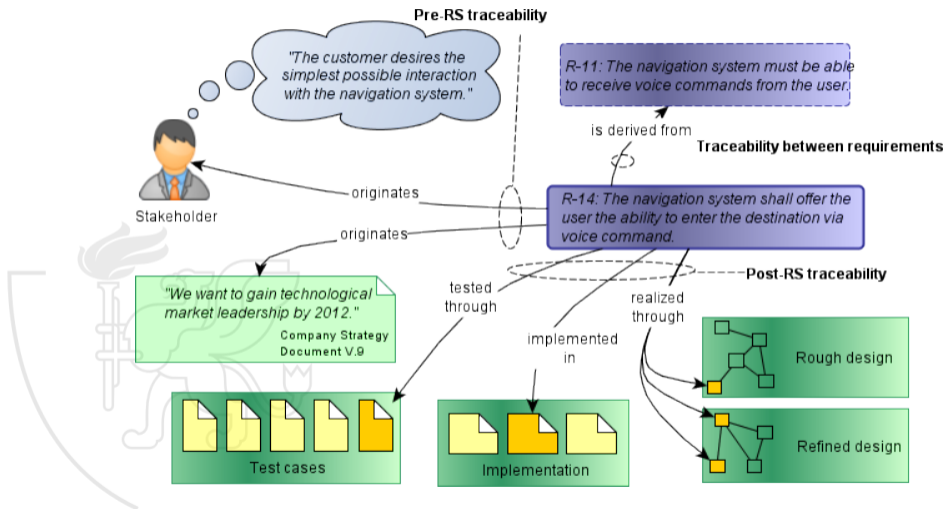 Pre-RS traceability
"The customer desires the
simplest possible interaction
with the navigation system."
R-11: The navigation system must be able
to receive voice commands from the user.
is derived from
Traceability between requirements
Stakeholder
originates
R-14: The navigation system shall offer the
user the ability to enter the destination via
voice command.
originates
Post-RS traceability
"We want to gain technological
market leadership by 2012."
Company Strategy
Document V.9
tested
through
implemented
in
realized
through
Rough design
Refined design
Test cases
Implementation